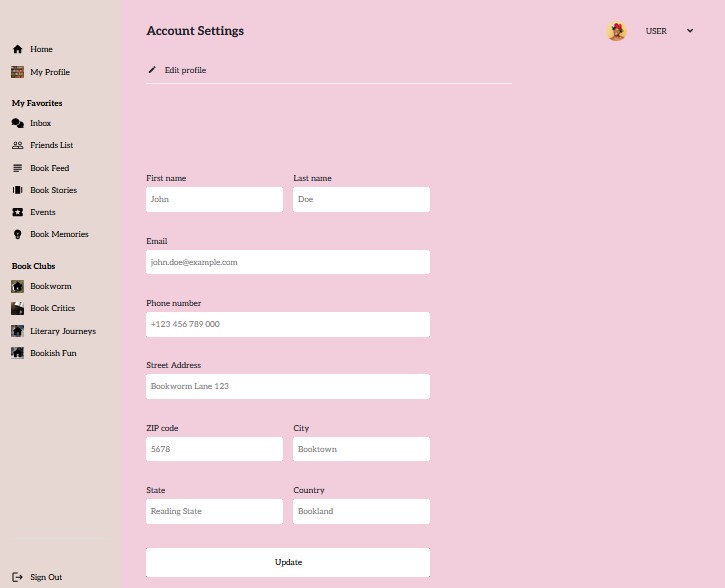 Home
My Profile
My Favorites
Inbox
Friends List
Book Feed
Book Stories
Events
Book Memories
Book Clubs
Bookworm
Book Critics
Literary Journeys
Bookish Fun
Sign Out
Account Settings
USER
Edit profile
First name
Last name
John
Doe
Email
john.doe@example.com
Phone number
+123 456 789 000
Street Address
Bookworm Lane 123
ZIP code
City
5678
Booktown
State
Country
Reading State
Bookland
Update